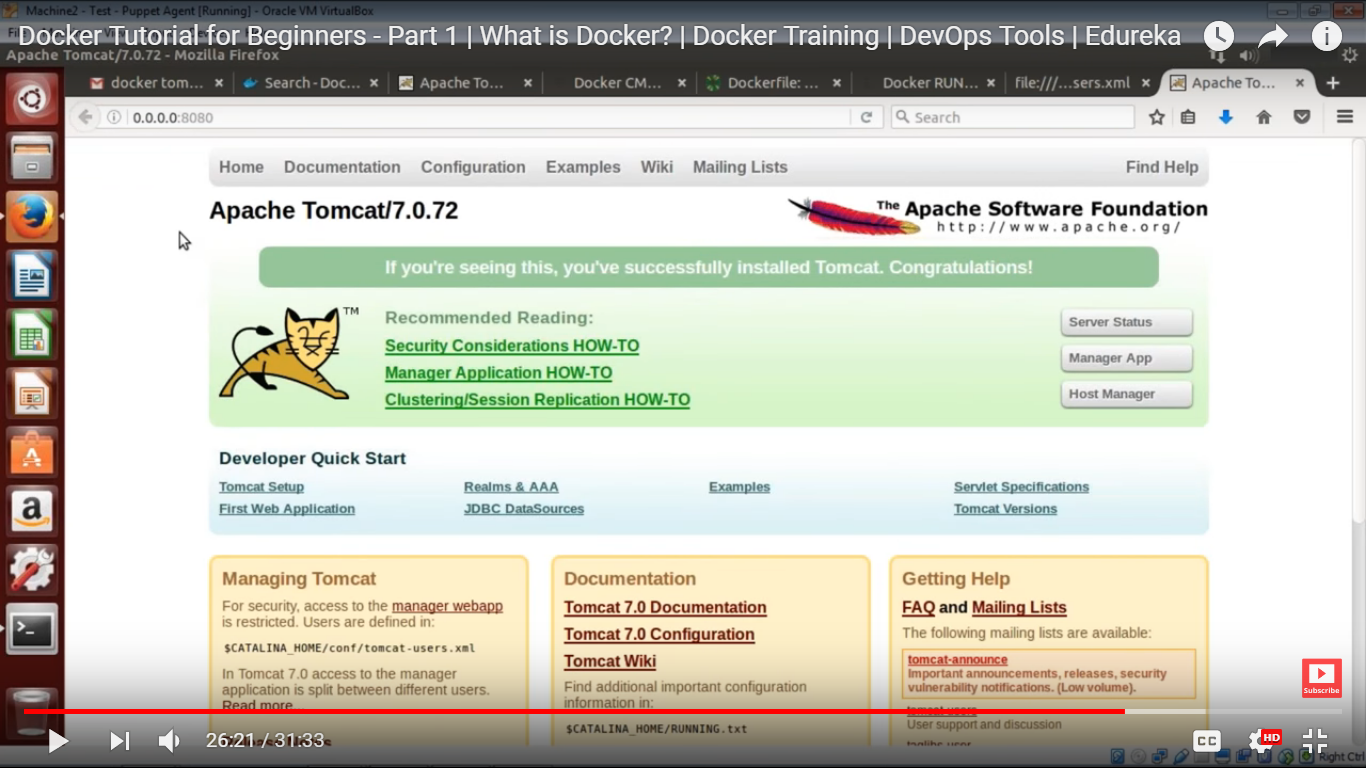 Machine2 - Test - Puppet Agent [Running] - Oracle VM VirtualBox
Docker Tutorial for Beginners - Part 1 | What is Docker? | Docker Training | DevOps Tools | Edureka
Apache Tomcat/7.0.72 - Mozilla Firefox
docker tom... Search - Doc... Apache To... Docker CM... Dockerfile: ... Docker RUN... file:///...sers.xml Apache To...
0.0.0.0:8080 Search
Home Documentation Configuration Examples Wiki Mailing Lists Find Help
Apache Tomcat/7.0.72
The Apache Software Foundation
http://www.apache.org/
If you're seeing this, you've successfully installed Tomcat. Congratulations!
TM
Recommended Reading:
Security Considerations HOW-TO
Manager Application HOW-TO
Clustering/Session Replication HOW-TO
Server Status
Manager App
Host Manager
Developer Quick Start
Tomcat Setup Realms & AAA Examples Servlet Specifications
First Web Application JDBC DataSources Tomcat Versions
Managing Tomcat
For security, access to the manager webapp
is restricted. Users are defined in:
$CATALINA_HOME/conf/tomcat-users.xml
In Tomcat 7.0 access to the manager
application is split between different users.
Read more...
Documentation
Tomcat 7.0 Documentation
Tomcat 7.0 Configuration
Tomcat Wiki
Find additional important configuration
information in:
$CATALINA_HOME/RUNNING.txt
Getting Help
FAQ and Mailing Lists
The following mailing lists are available:
tomcat-announce
Important announcements, releases, security
vulnerability notifications. (Low volume).
tomcat-users
User support and discussion
taglibs-user
Subscribe
26:21 / 31:33
CC
HD
Right Ctrl